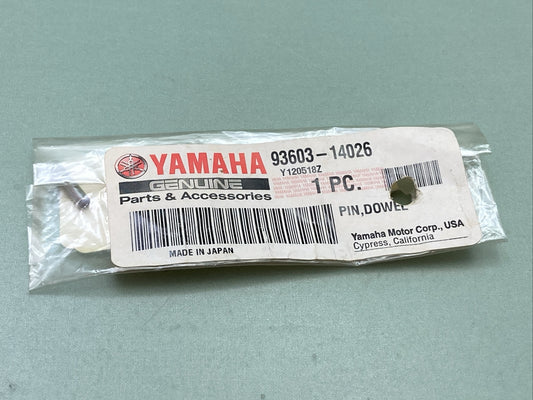 YAMAHA 93603-14026
Y120518Z
GENUINE 1 PC.
Parts & Accessories
PIN,DOWEL
MADE IN JAPAN
Yamaha Motor Corp., USA
Cypress, California